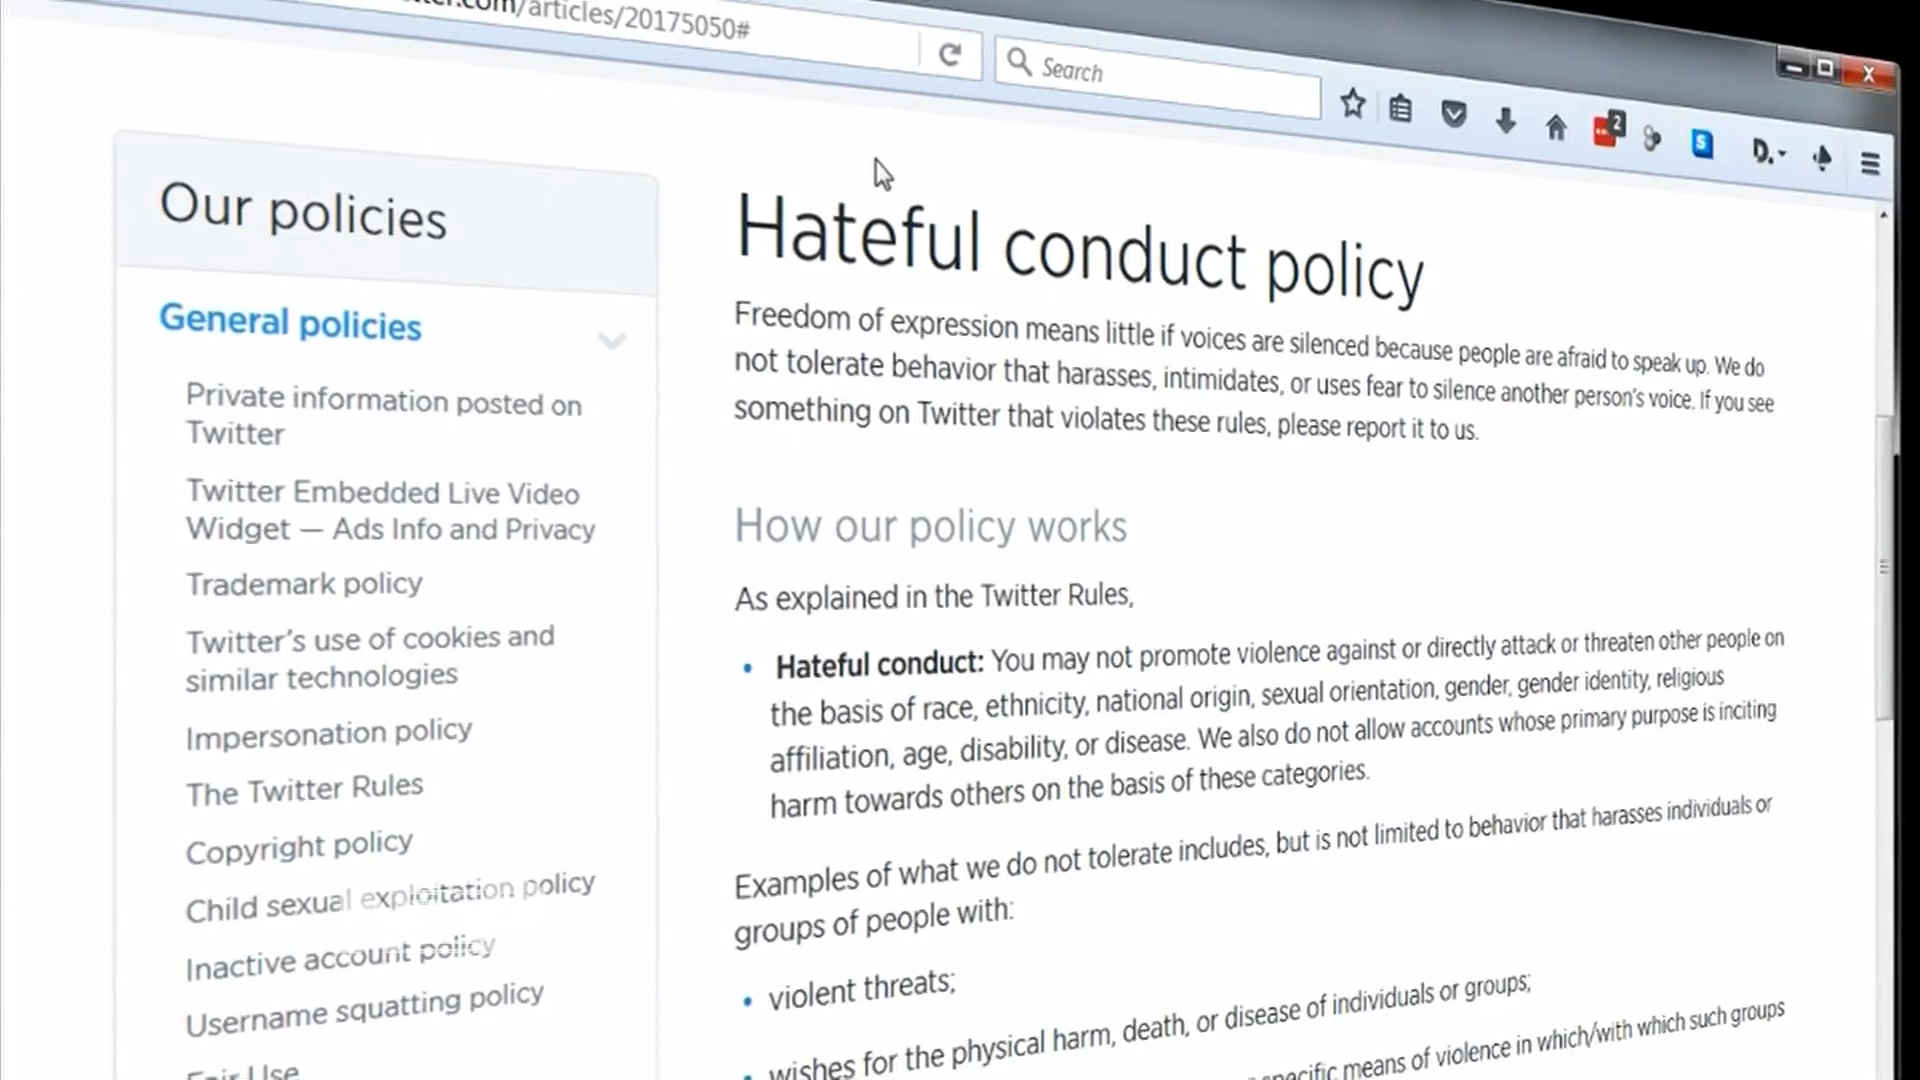 .com/articles/20175050#
Search
2
S
D.
X
Our policies
General policies
Private information posted on
Twitter
Twitter Embedded Live Video
Widget — Ads Info and Privacy
Trademark policy
Twitter's use of cookies and
similar technologies
Impersonation policy
The Twitter Rules
Copyright policy
Child sexual exploitation policy
Inactive account policy
Username squatting policy
Fair Use
Hateful conduct policy
Freedom of expression means little if voices are silenced because people are afraid to speak up. We do
not tolerate behavior that harasses, intimidates, or uses fear to silence another person's voice. If you see
something on Twitter that violates these rules, please report it to us.
How our policy works
As explained in the Twitter Rules,
• Hateful conduct: You may not promote violence against or directly attack or threaten other people on
the basis of race, ethnicity, national origin, sexual orientation, gender, gender identity, religious
affiliation, age, disability, or disease. We also do not allow accounts whose primary purpose is inciting
harm towards others on the basis of these categories.
Examples of what we do not tolerate includes, but is not limited to behavior that harasses individuals or
groups of people with:
• violent threats;
• wishes for the physical harm, death, or disease of individuals or groups;
specific means of violence in which/with which such groups